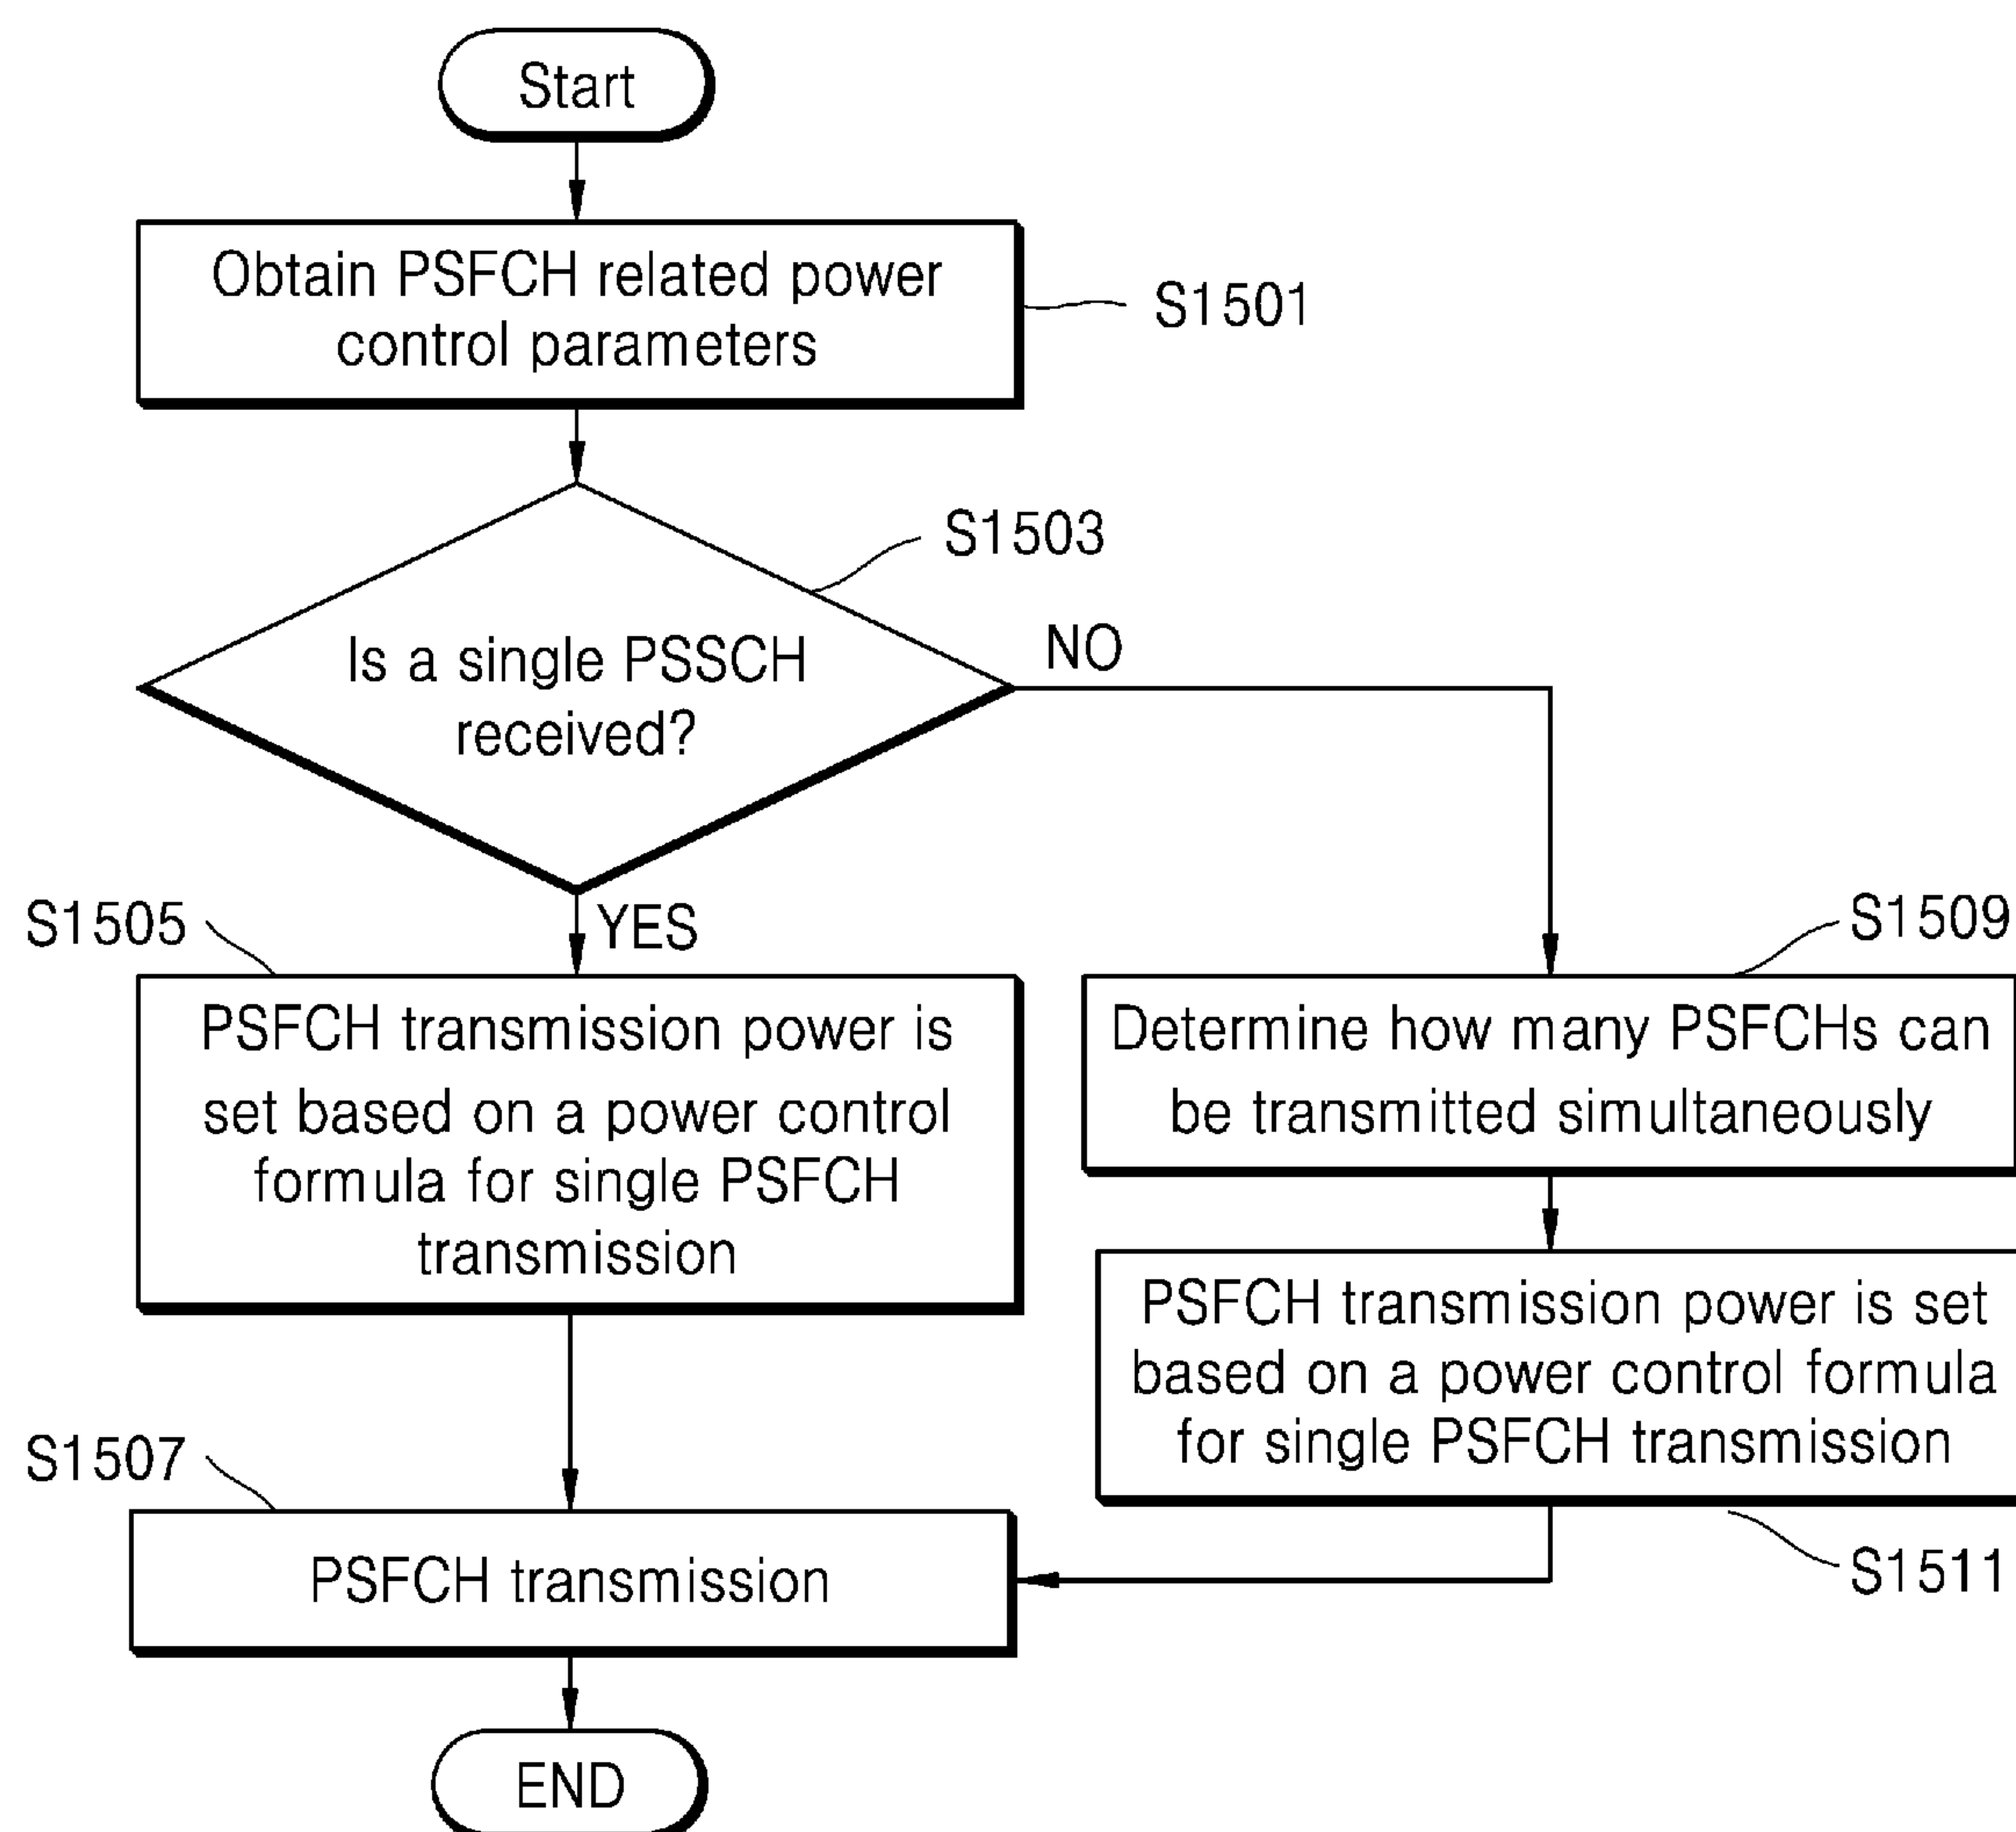 Start
Obtain PSFCH related power
control parameters
S1501
S1503
Is a single PSSCH
received?
NO
YES
S1505
PSFCH transmission power is
set based on a power control
formula for single PSFCH
transmission
S1509
Determine how many PSFCHs can
be transmitted simultaneously
PSFCH transmission power is set
based on a power control formula
for single PSFCH transmission
S1511
S1507
PSFCH transmission
END